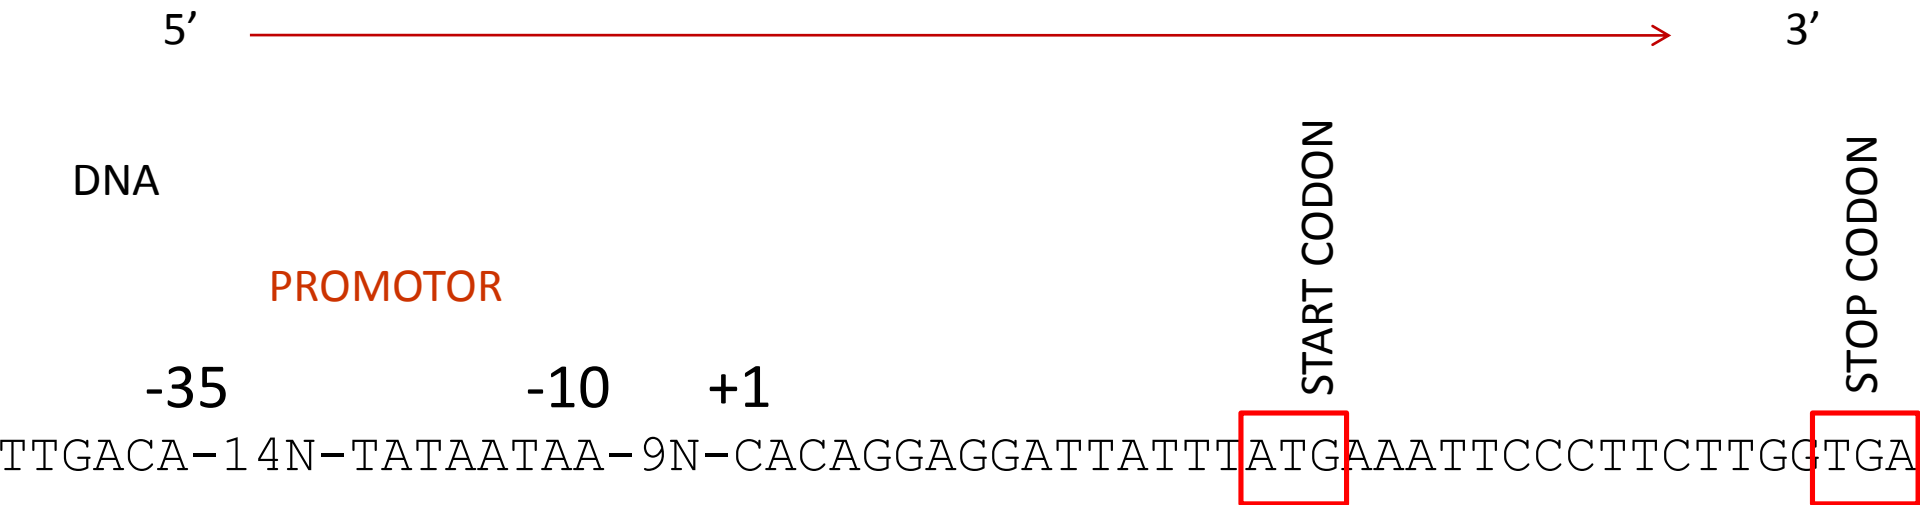 5’ 3’
DNA
START CODON
STOP CODON
PROMOTOR
-35 -10 +1
TTGACA-14N-TATAATAA-9N-CACAGGAGGATTATTTATGAAATTCCCTTCTTGGTGA